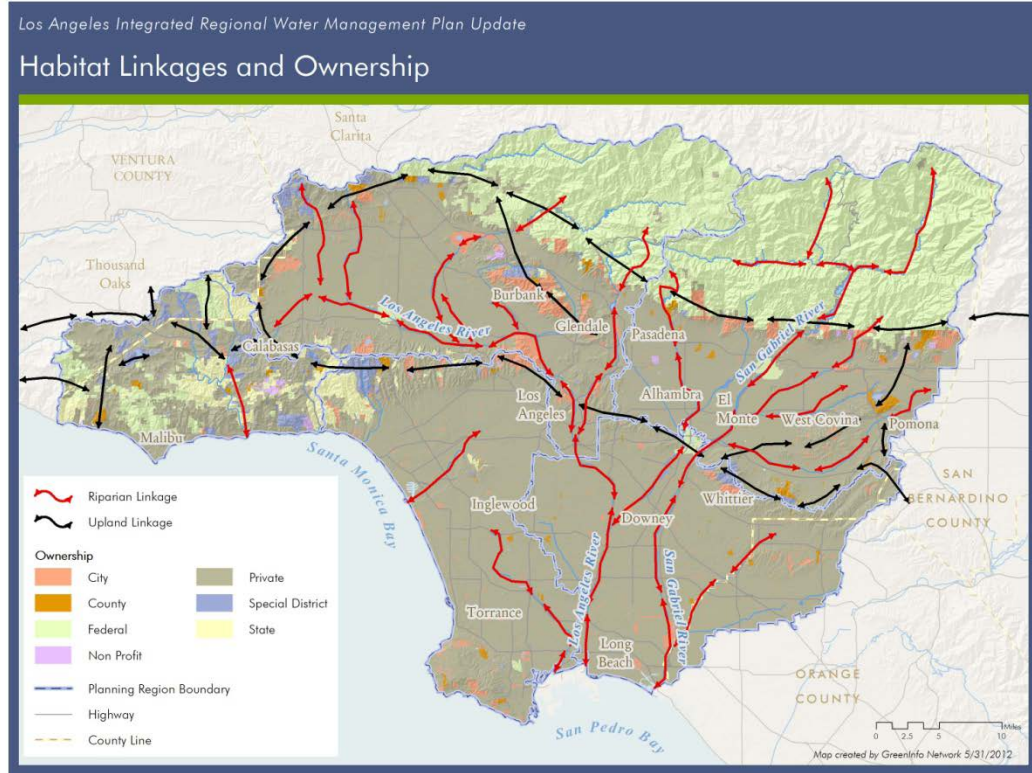 Los Angeles Integrated Regional Water Management Plan Update
Habitat Linkages and Ownership
Santa
Clarita
VENTURA
COUNTY
Thousand
Oaks
Burbank
Los Angeles River
Glendale
Pasadena
San Gabriel River
Calabasas
Alhambra
Los
Angeles
El
Monte
West Covina
Pomona
Malibu
Santa Monica Bay
SAN
BERNARDINO
COUNTY
Whittier
Inglewood
Downey
Torrance
Los Angeles River
San Gabriel River
Long
Beach
ORANGE
COUNTY
San Pedro Bay
Riparian Linkage
Upland Linkage
Ownership
City
County
Federal
Non Profit
Private
Special District
State
Planning Region Boundary
Highway
County Line
Miles
0 2.5 5 10
Map created by GreenInfo Network 5/31/2012